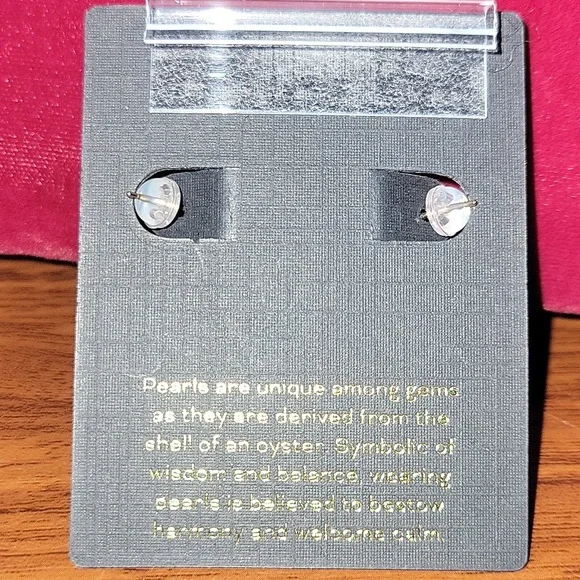 Pearls are unique among gems
as they are derived from the
shell of an oyster. Symbolic of
wisdom and balance, wearing
pearls is believed to bestow
harmony and welcome calm.